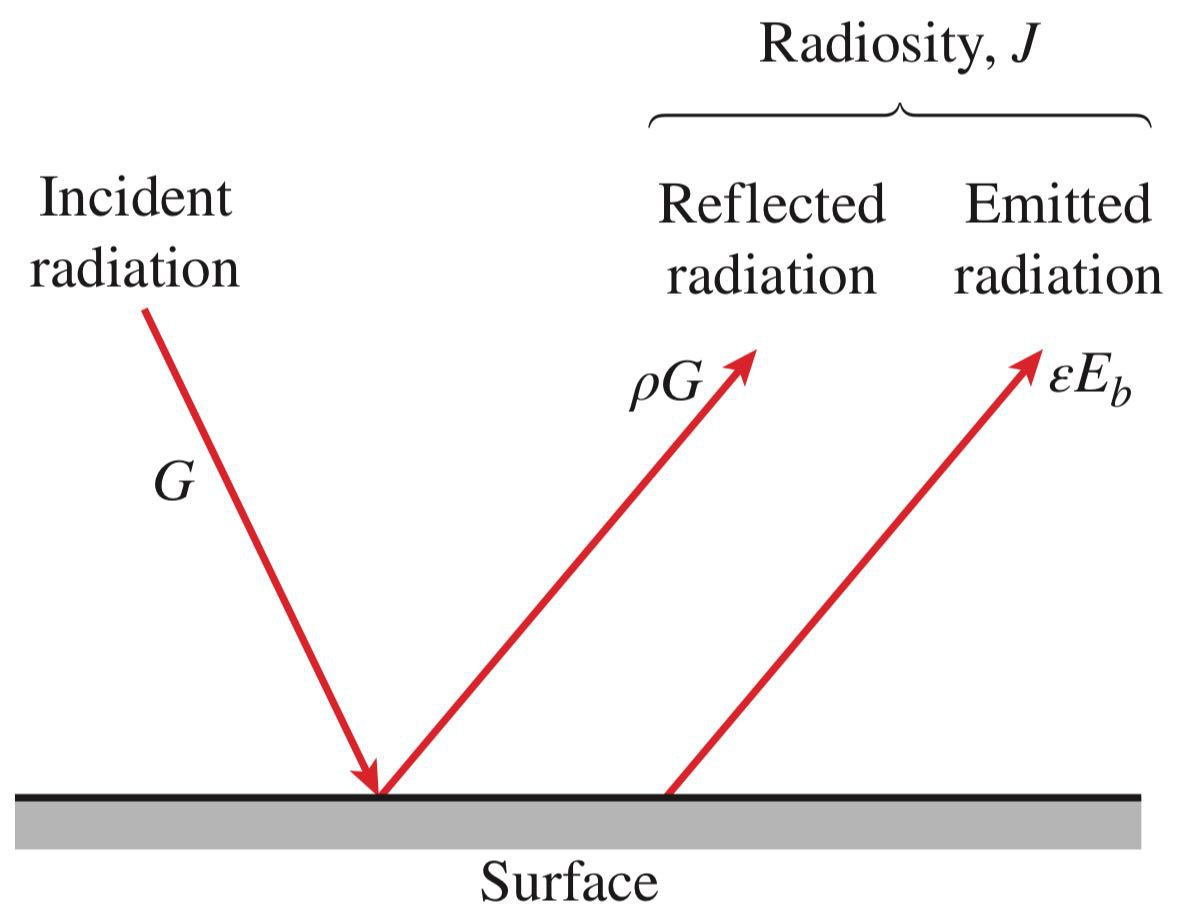 Radiosity, J
Incident
radiation
Reflected
radiation
Emitted
radiation
G
ρG
εE_b
Surface